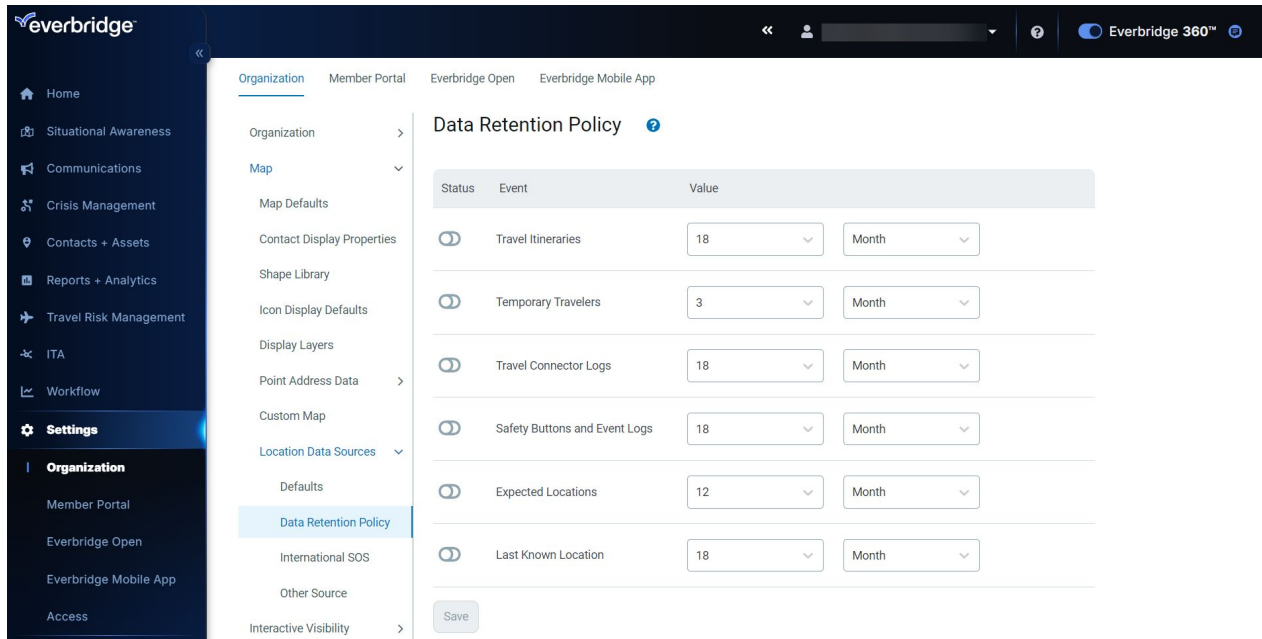 everbridge™
Everbridge 360™
Home
Situational Awareness
Communications
Crisis Management
Contacts + Assets
Reports + Analytics
Travel Risk Management
ITA
Workflow
Settings
Organization
Member Portal
Everbridge Open
Everbridge Mobile App
Access
Organization Member Portal Everbridge Open Everbridge Mobile App
Organization
Map
Map Defaults
Contact Display Properties
Shape Library
Icon Display Defaults
Display Layers
Point Address Data
Custom Map
Location Data Sources
Defaults
Data Retention Policy
International SOS
Other Source
Interactive Visibility
Data Retention Policy
Status Event Value
Travel Itineraries 18 Month
Temporary Travelers 3 Month
Travel Connector Logs 18 Month
Safety Buttons and Event Logs 18 Month
Expected Locations 12 Month
Last Known Location 18 Month
Save